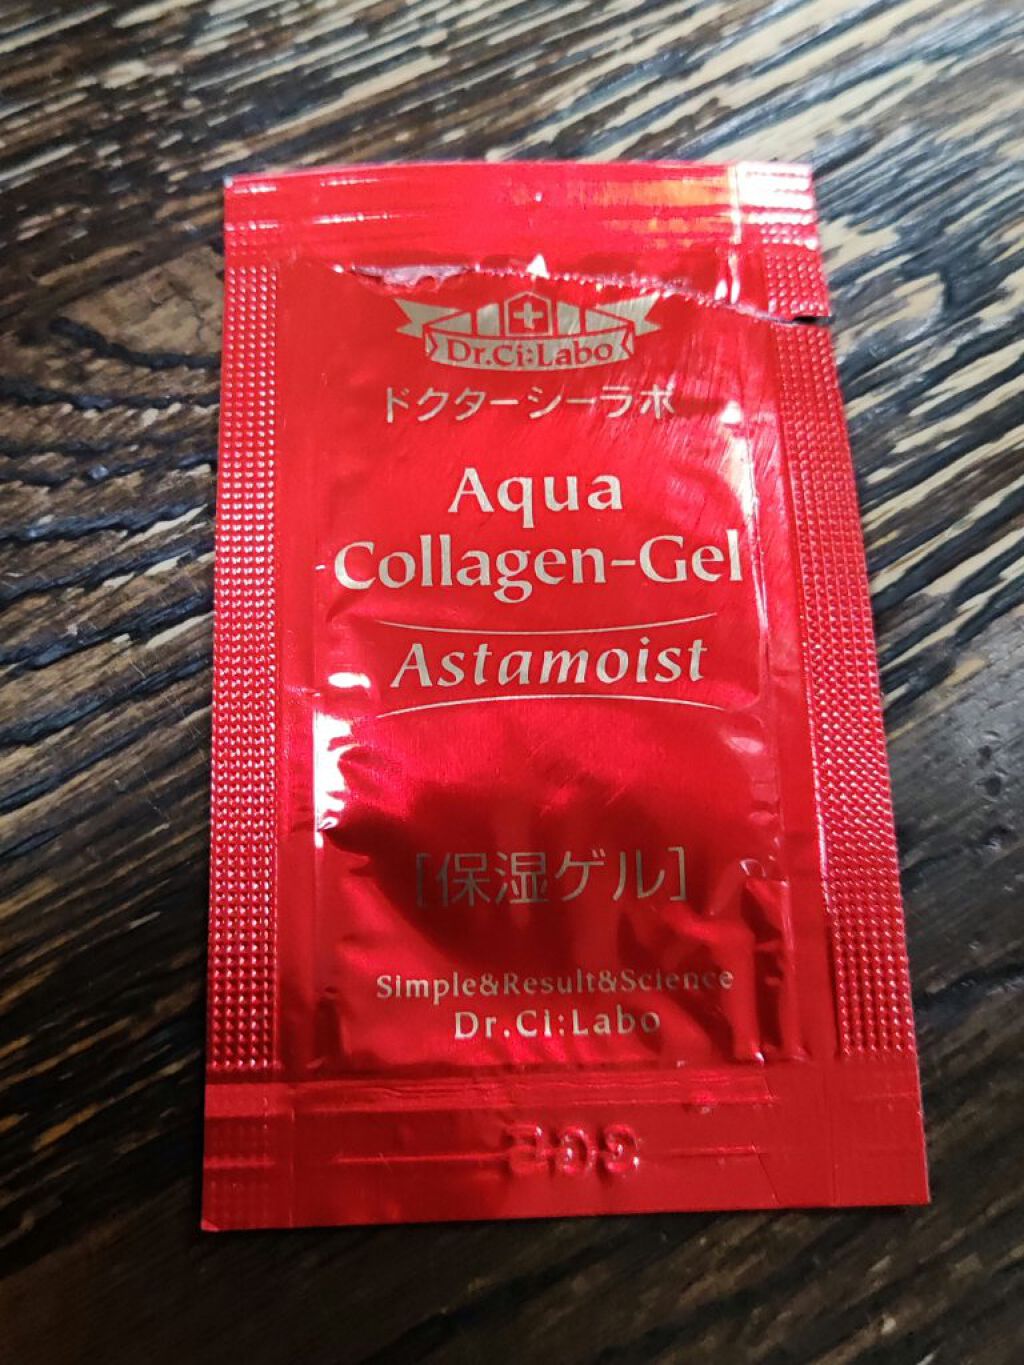 Dr.Ci:Labo
ドクターシーラボ
Aqua
Collagen-Gel
Astamoist
[保湿ゲル]
Simple&Result&Science
Dr.Ci:Labo